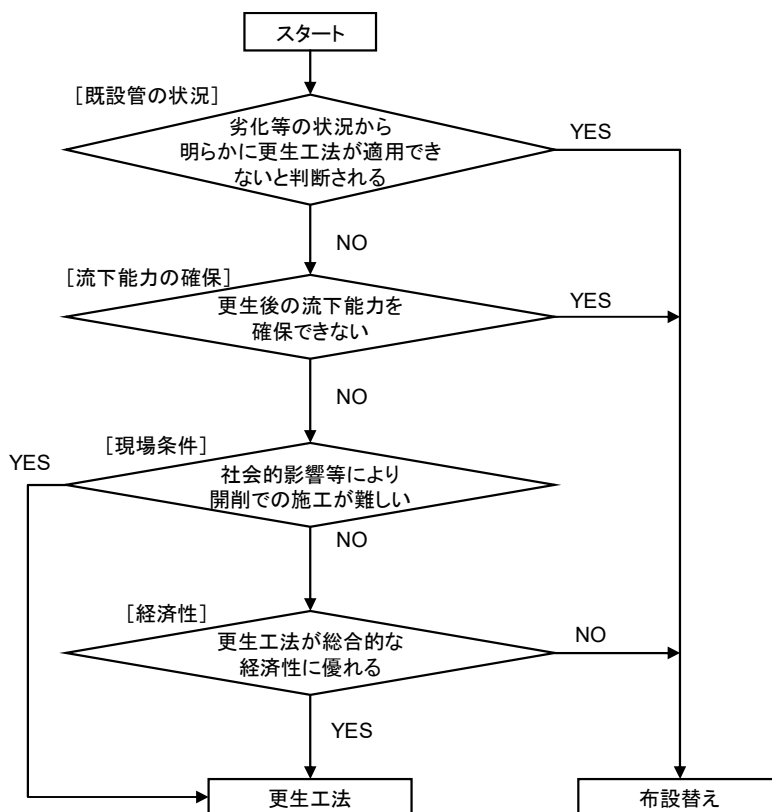 スタート
［既設管の状況］
劣化等の状況から
明らかに更生工法が適用でき
ないと判断される
YES
NO
［流下能力の確保］
更生後の流下能力を
確保できない
YES
NO
［現場条件］
YES
社会的影響等により
開削での施工が難しい
NO
［経済性］
更生工法が総合的な
経済性に優れる
NO
YES
更生工法
布設替え